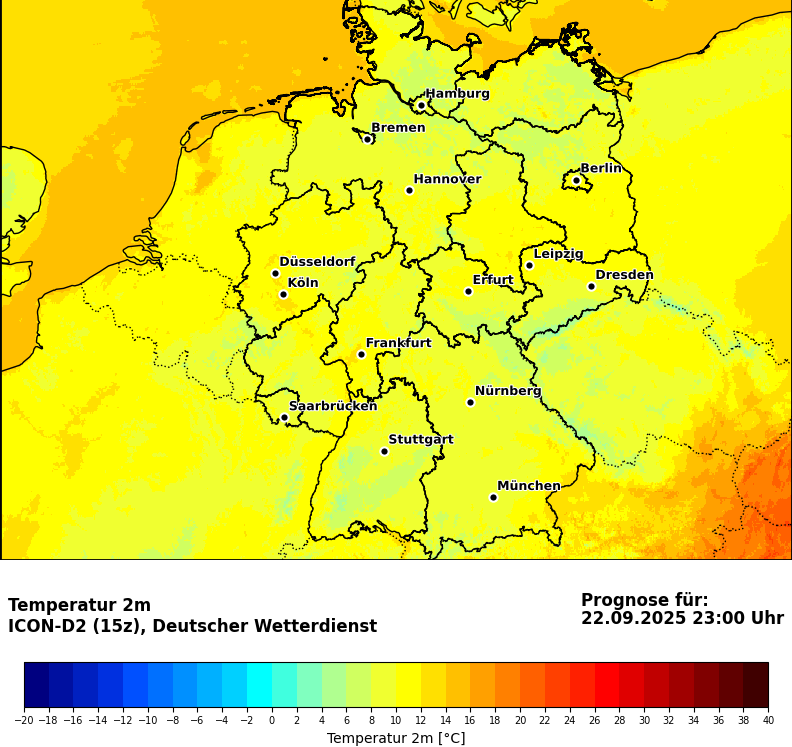 Hamburg
Bremen
Berlin
Hannover
Leipzig
Düsseldorf
Dresden
Köln
Erfurt
Frankfurt
Nürnberg
Saarbrücken
Stuttgart
München
Temperatur 2m
ICON-D2 (15z), Deutscher Wetterdienst
Prognose für:
22.09.2025 23:00 Uhr
−20 −18 −16 −14 −12 −10 −8 −6 −4 −2 0 2 4 6 8 10 12 14 16 18 20 22 24 26 28 30 32 34 36 38 40
Temperatur 2m [°C]